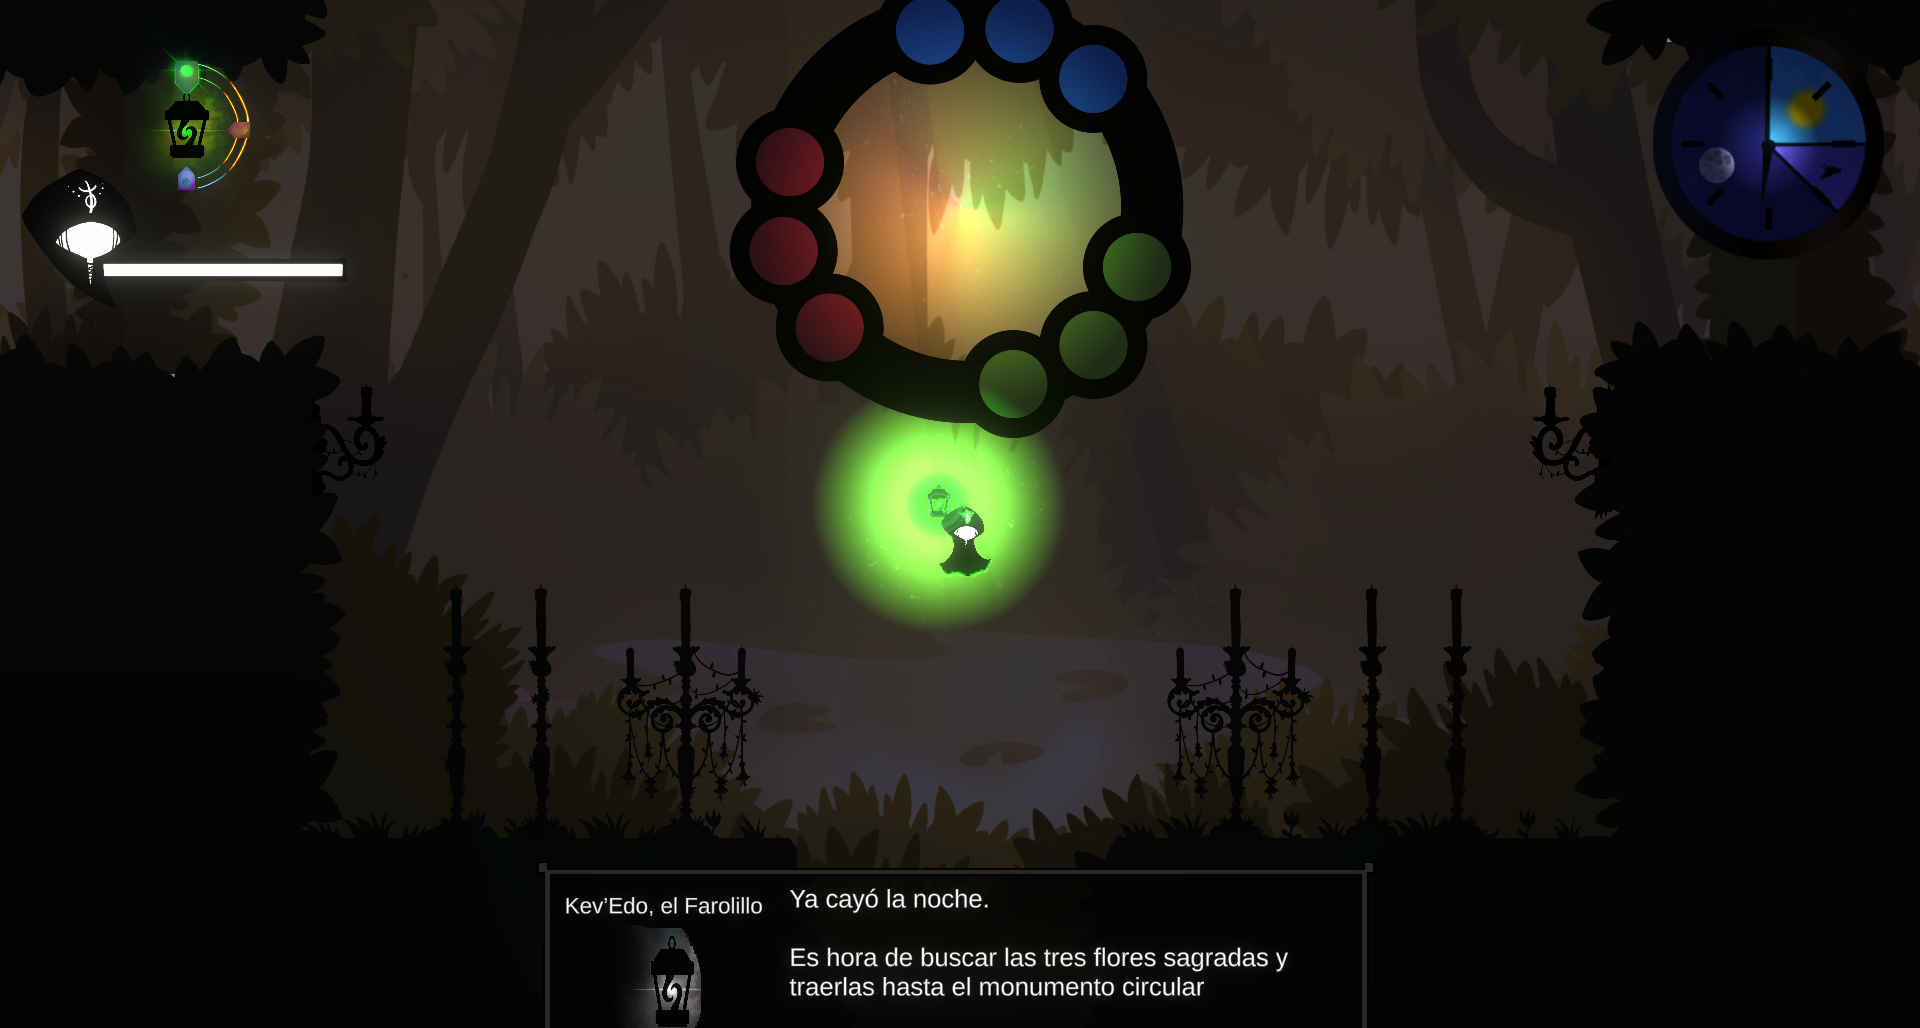 Kev’Edo, el Farolillo
Ya cayó la noche.
Es hora de buscar las tres flores sagradas y
traerlas hasta el monumento circular